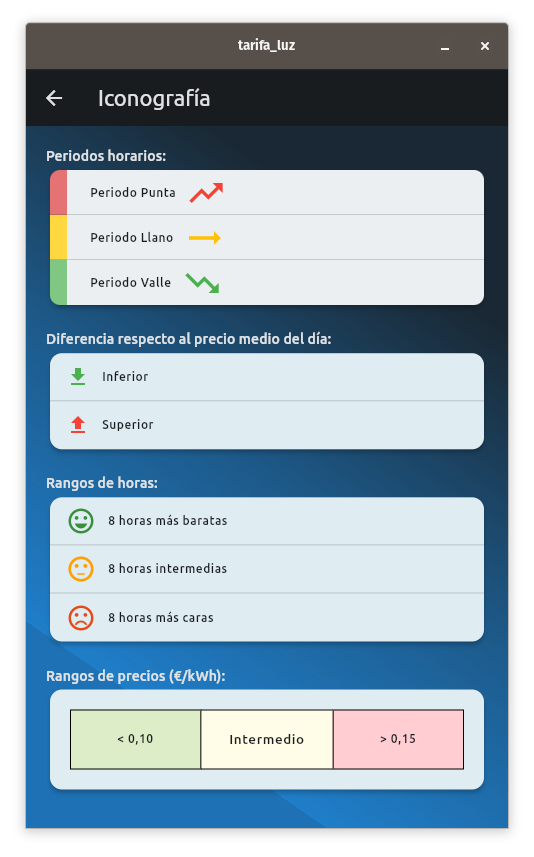 tarifa_luz
Iconografía
Periodos horarios:
Periodo Punta
Periodo Llano
Periodo Valle
Diferencia respecto al precio medio del día:
Inferior
Superior
Rangos de horas:
8 horas más baratas
8 horas intermedias
8 horas más caras
Rangos de precios (€/kWh):
< 0,10 Intermedio > 0,15